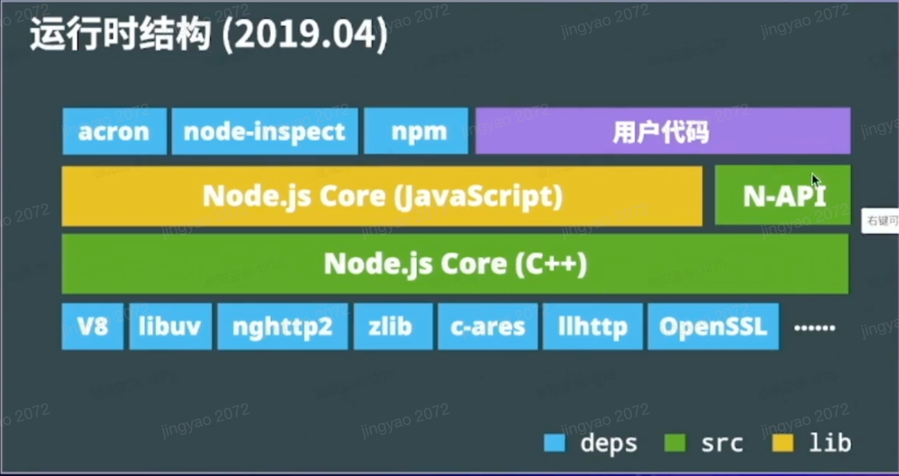 运行时结构 (2019.04)
acron node-inspect npm 用户代码
Node.js Core (JavaScript) N-API
右键可
Node.js Core (C++)
V8 libuv nghttp2 zlib c-ares llhttp OpenSSL ······
deps src lib
jingyao 2072